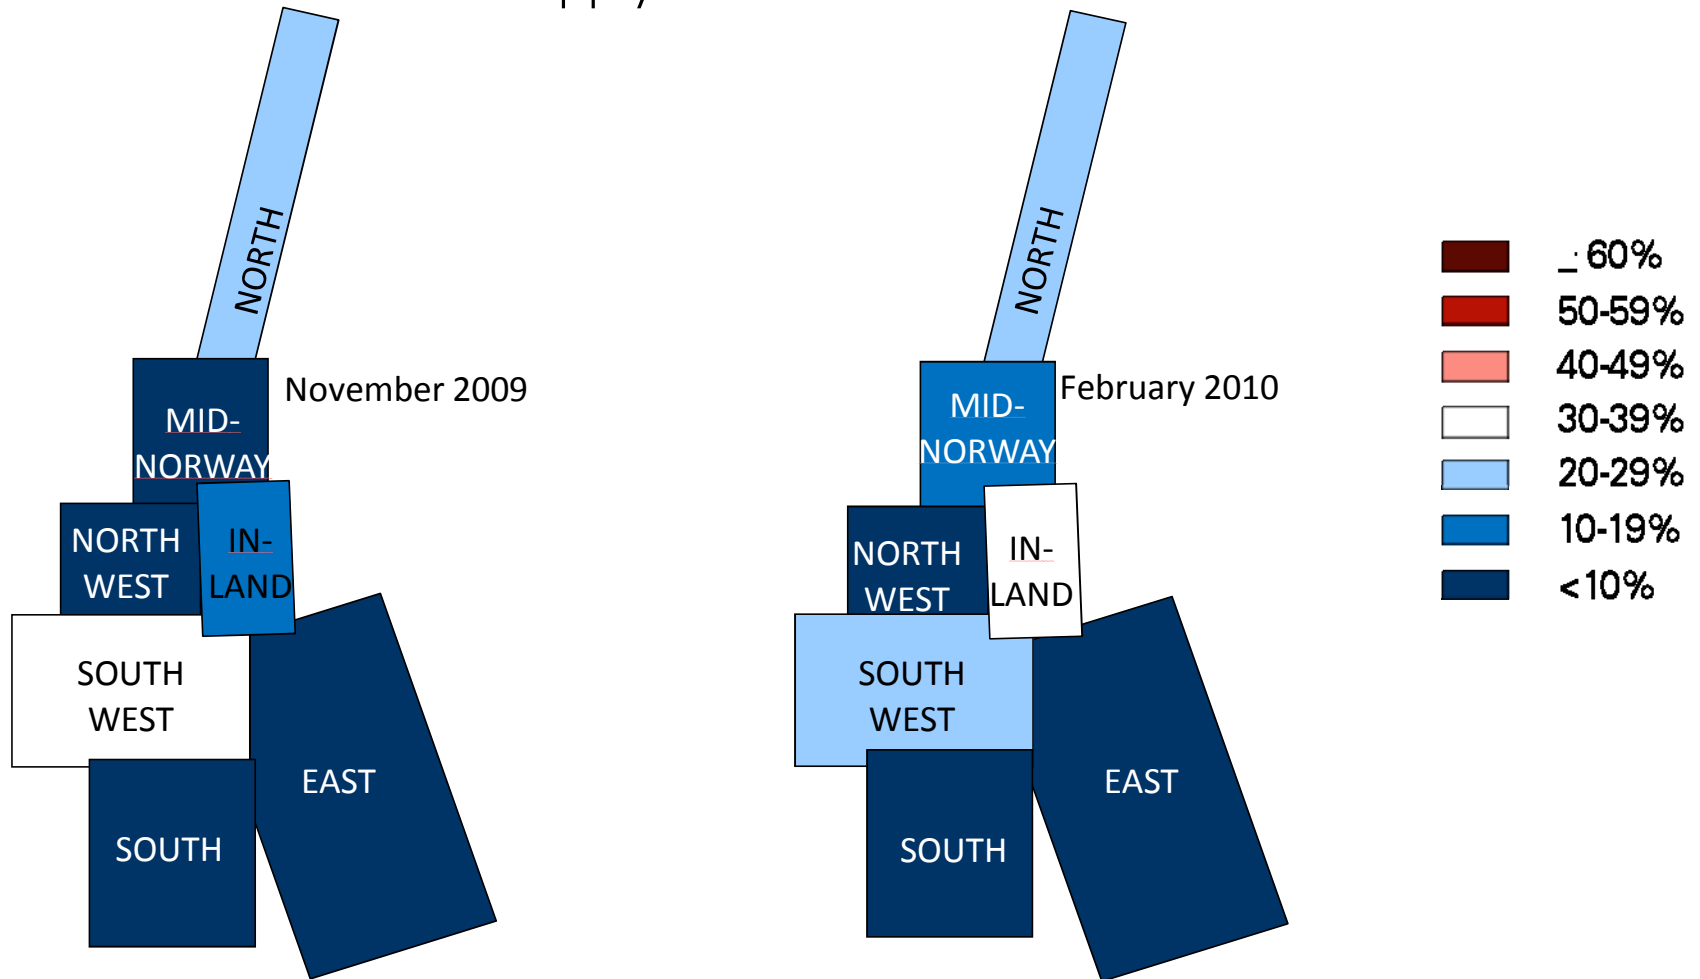 NORTH
November 2009
MID-
NORWAY
NORTH
WEST
IN-
LAND
SOUTH
WEST
EAST
SOUTH
NORTH
February 2010
MID-
NORWAY
NORTH
WEST
IN-
LAND
SOUTH
WEST
EAST
SOUTH
60%
50-59%
40-49%
30-39%
20-29%
10-19%
<10%